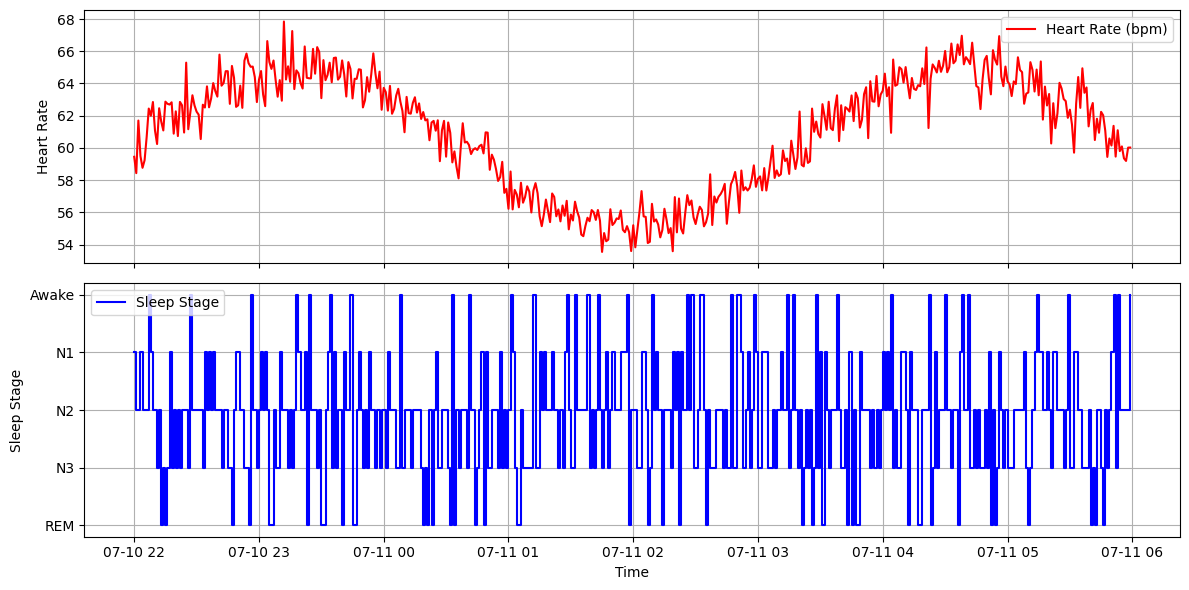 68
66
64
62
60
58
56
54
Heart Rate
Heart Rate (bpm)
Awake
N1
N2
N3
REM
Sleep Stage
Sleep Stage
07-10 22
07-10 23
07-11 00
07-11 01
07-11 02
07-11 03
07-11 04
07-11 05
07-11 06
Time